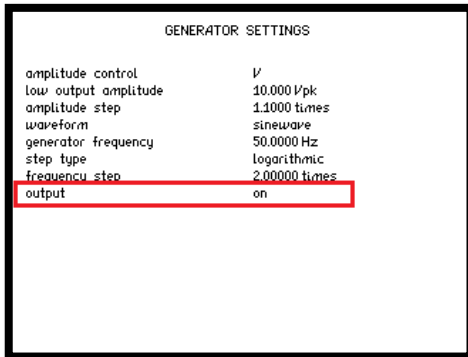 GENERATOR SETTINGS
amplitude control V
low output amplitude 10.000 Vpk
amplitude step 1.1000 times
waveform sinewave
generator frequency 50.0000 Hz
step type logarithmic
frequency step 2.00000 times
output on